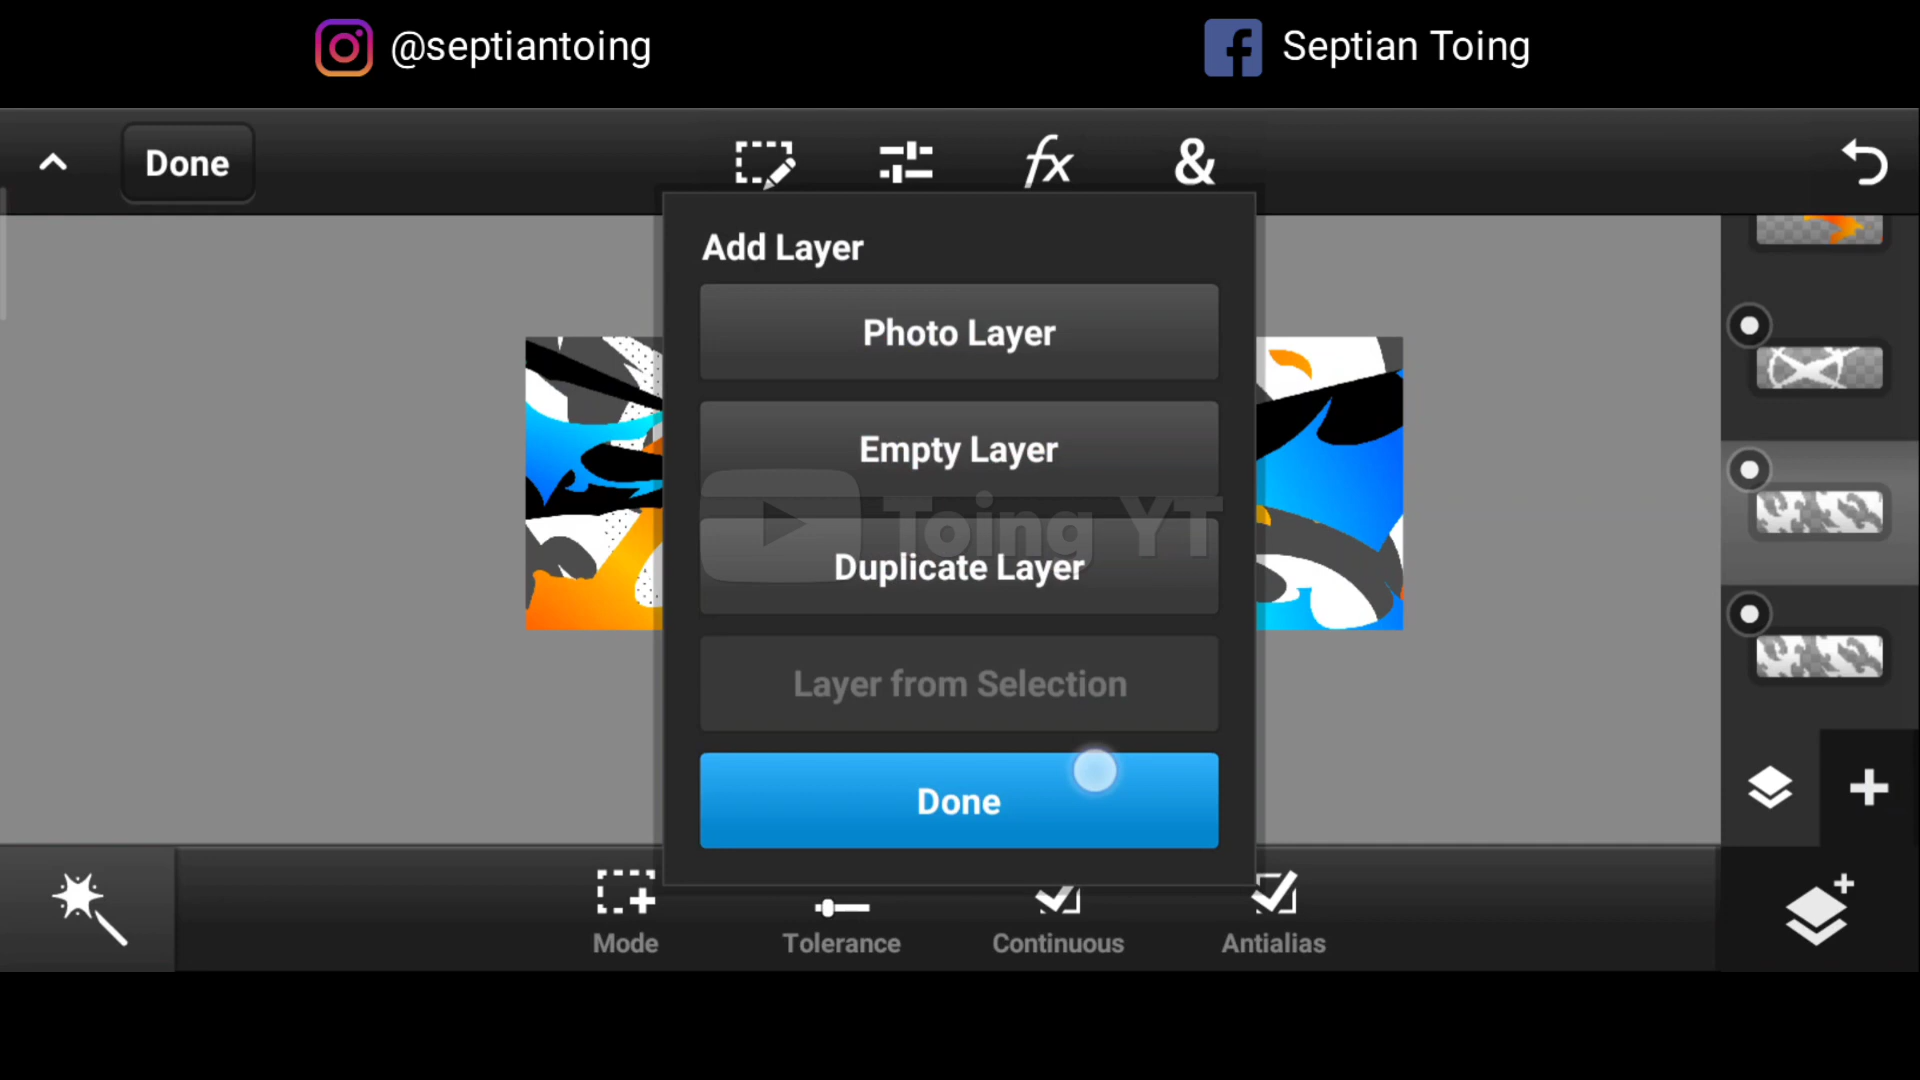 @septiantoing
Septian Toing
Done
fx
&
Add Layer
Photo Layer
Empty Layer
Toing YT
Duplicate Layer
Layer from Selection
Done
Mode
Tolerance
Continuous
Antialias